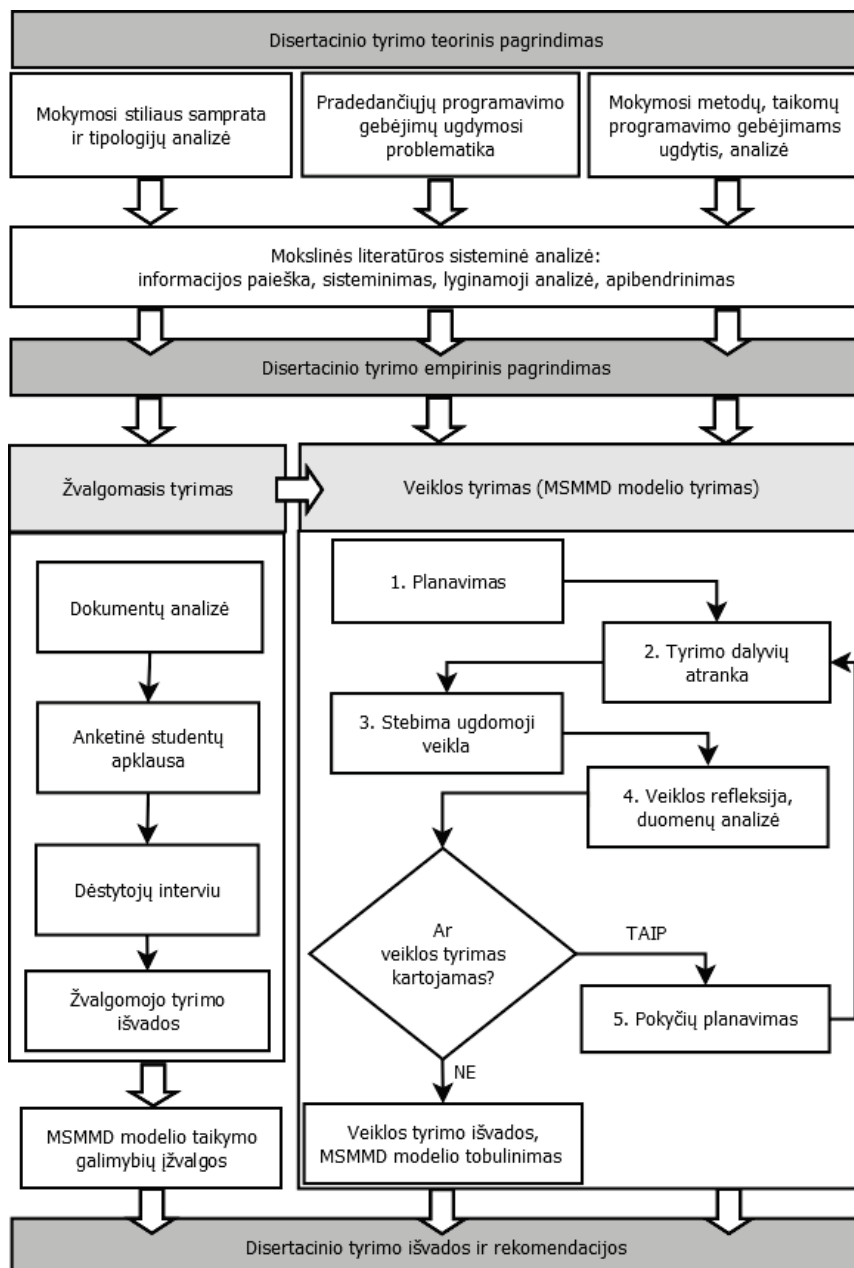 Disertacinio tyrimo teorinis pagrindimas
Mokymosi stiliaus samprata
ir tipologijų analizė
Pradedančiųjų programavimo
gebėjimų ugdymosi
problematika
Mokymosi metodų, taikomų
programavimo gebėjimams
ugdytis, analizė
Mokslinės literatūros sisteminė analizė:
informacijos paieška, sisteminimas, lyginamoji analizė, apibendrinimas
Disertacinio tyrimo empirinis pagrindimas
Žvalgomasis tyrimas
Veiklos tyrimas (MSMMD modelio tyrimas)
Dokumentų analizė
Anketinė studentų
apklausa
Dėstytojų interviu
Žvalgomojo tyrimo
išvados
MSMMD modelio taikymo
galimybių įžvalgos
1. Planavimas
2. Tyrimo dalyvių
atranka
3. Stebima ugdomoji
veikla
4. Veiklos refleksija,
duomenų analizė
Ar
veiklos tyrimas
kartojamas?
TAIP
5. Pokyčių planavimas
NE
Veiklos tyrimo išvados,
MSMMD modelio tobulinimas
Disertacinio tyrimo išvados ir rekomendacijos